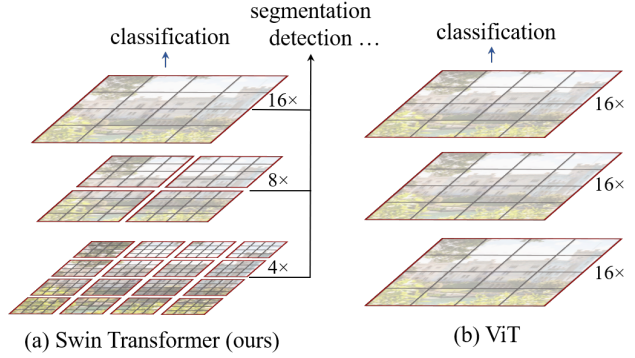 segmentation
classification
detection ...
classification
16×
8×
4×
16×
16×
16×
(a) Swin Transformer (ours)
(b) ViT